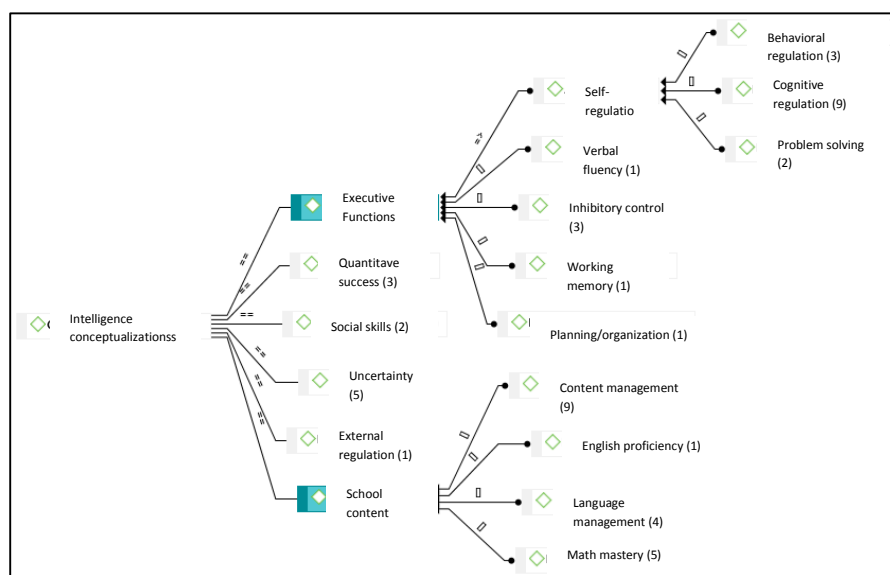 Behavioral
regulation (3)
Cognitive
regulation (9)
Problem solving
(2)
Self-
regulatio
Verbal
fluency (1)
Inhibitory control
(3)
Working
memory (1)
Planning/organization (1)
Executive
Functions
Quantitave
success (3)
Social skills (2)
Uncertainty
(5)
External
regulation (1)
School
content
Intelligence
conceptualizationss
Content management
(9)
English proficiency (1)
Language
management (4)
Math mastery (5)
==
==
==
==
==
==